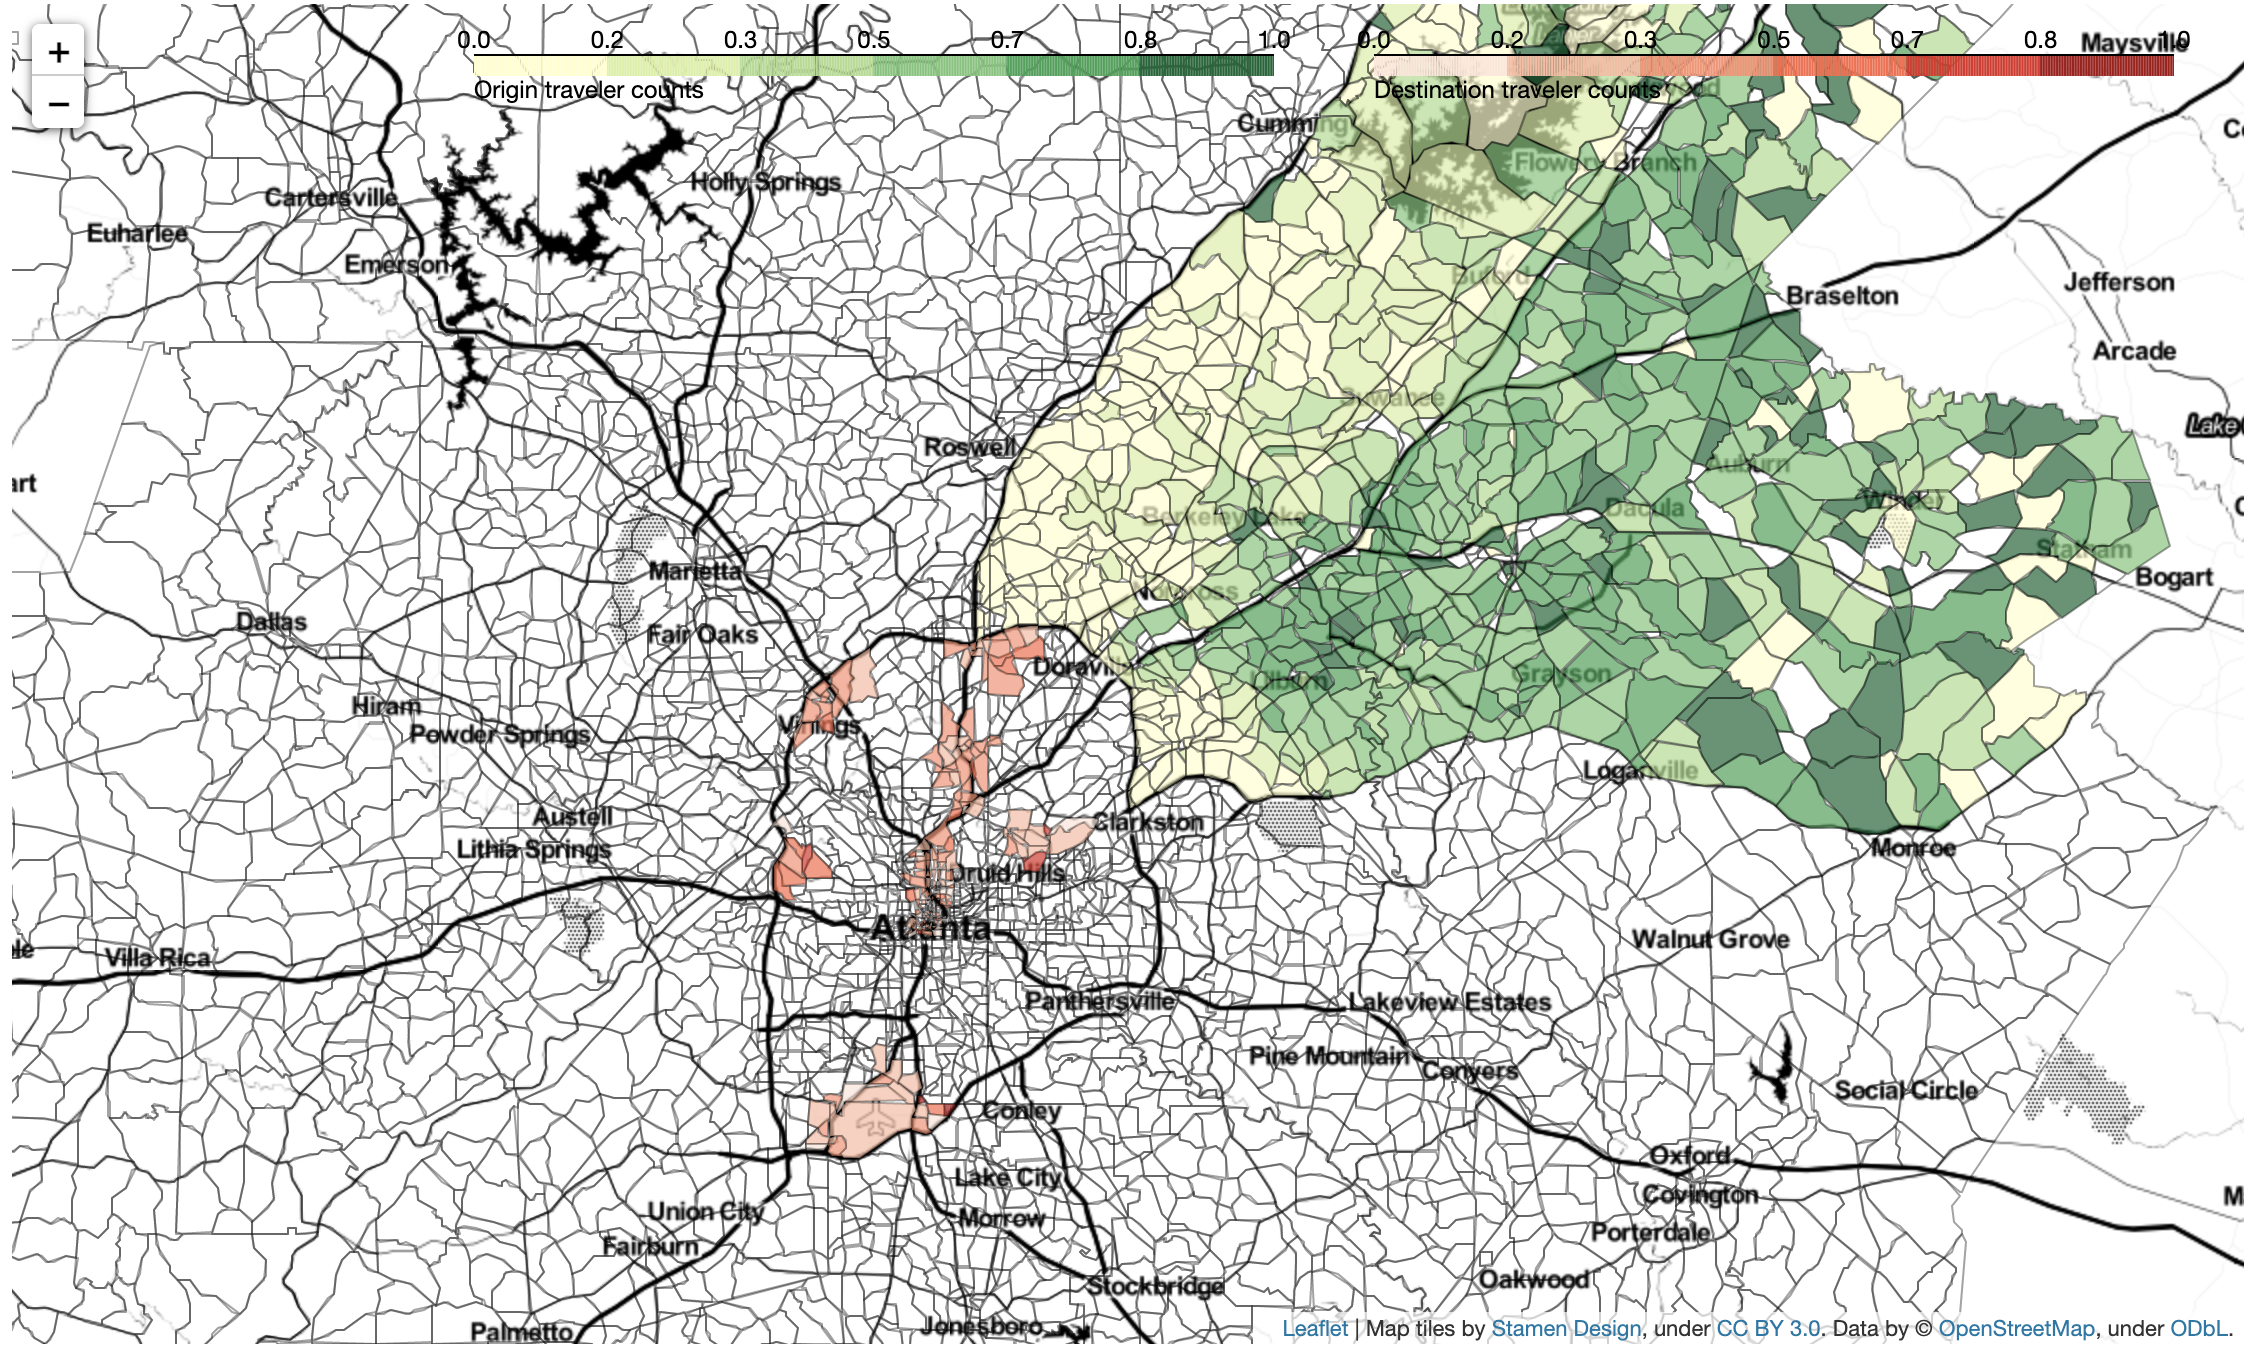 +
−
0.0 0.2 0.3 0.5 0.7 0.8 1.0
Origin traveler counts
0.0 0.2 0.3 0.5 0.7 0.8 1.0
Destination traveler counts
Maysville
Cumming
Flowery Branch
Holly Springs
Cartersville
Euharlee
Emerson
Buford
Braselton
Jefferson
Arcade
Suwanee
Lake
Roswell
Auburn
art
Winder
Dacula
Berkeley Lake
Statham
Bogart
Marietta
Norcross
Dallas
Fair Oaks
Doraville
Lilburn
Grayson
Hiram
Vinings
Powder Springs
Loganville
Austell
Clarkston
Lithia Springs
Monroe
Druid Hills
Atlanta
Walnut Grove
le
Villa Rica
Panthersville
Lakeview Estates
Pine Mountain
Conyers
Social Circle
Conley
Oxford
Lake City
Covington
M
Union City
Morrow
Porterdale
Fairburn
Oakwood
Stockbridge
Jonesboro
Palmetto
Leaflet | Map tiles by Stamen Design, under CC BY 3.0. Data by © OpenStreetMap, under ODbL.